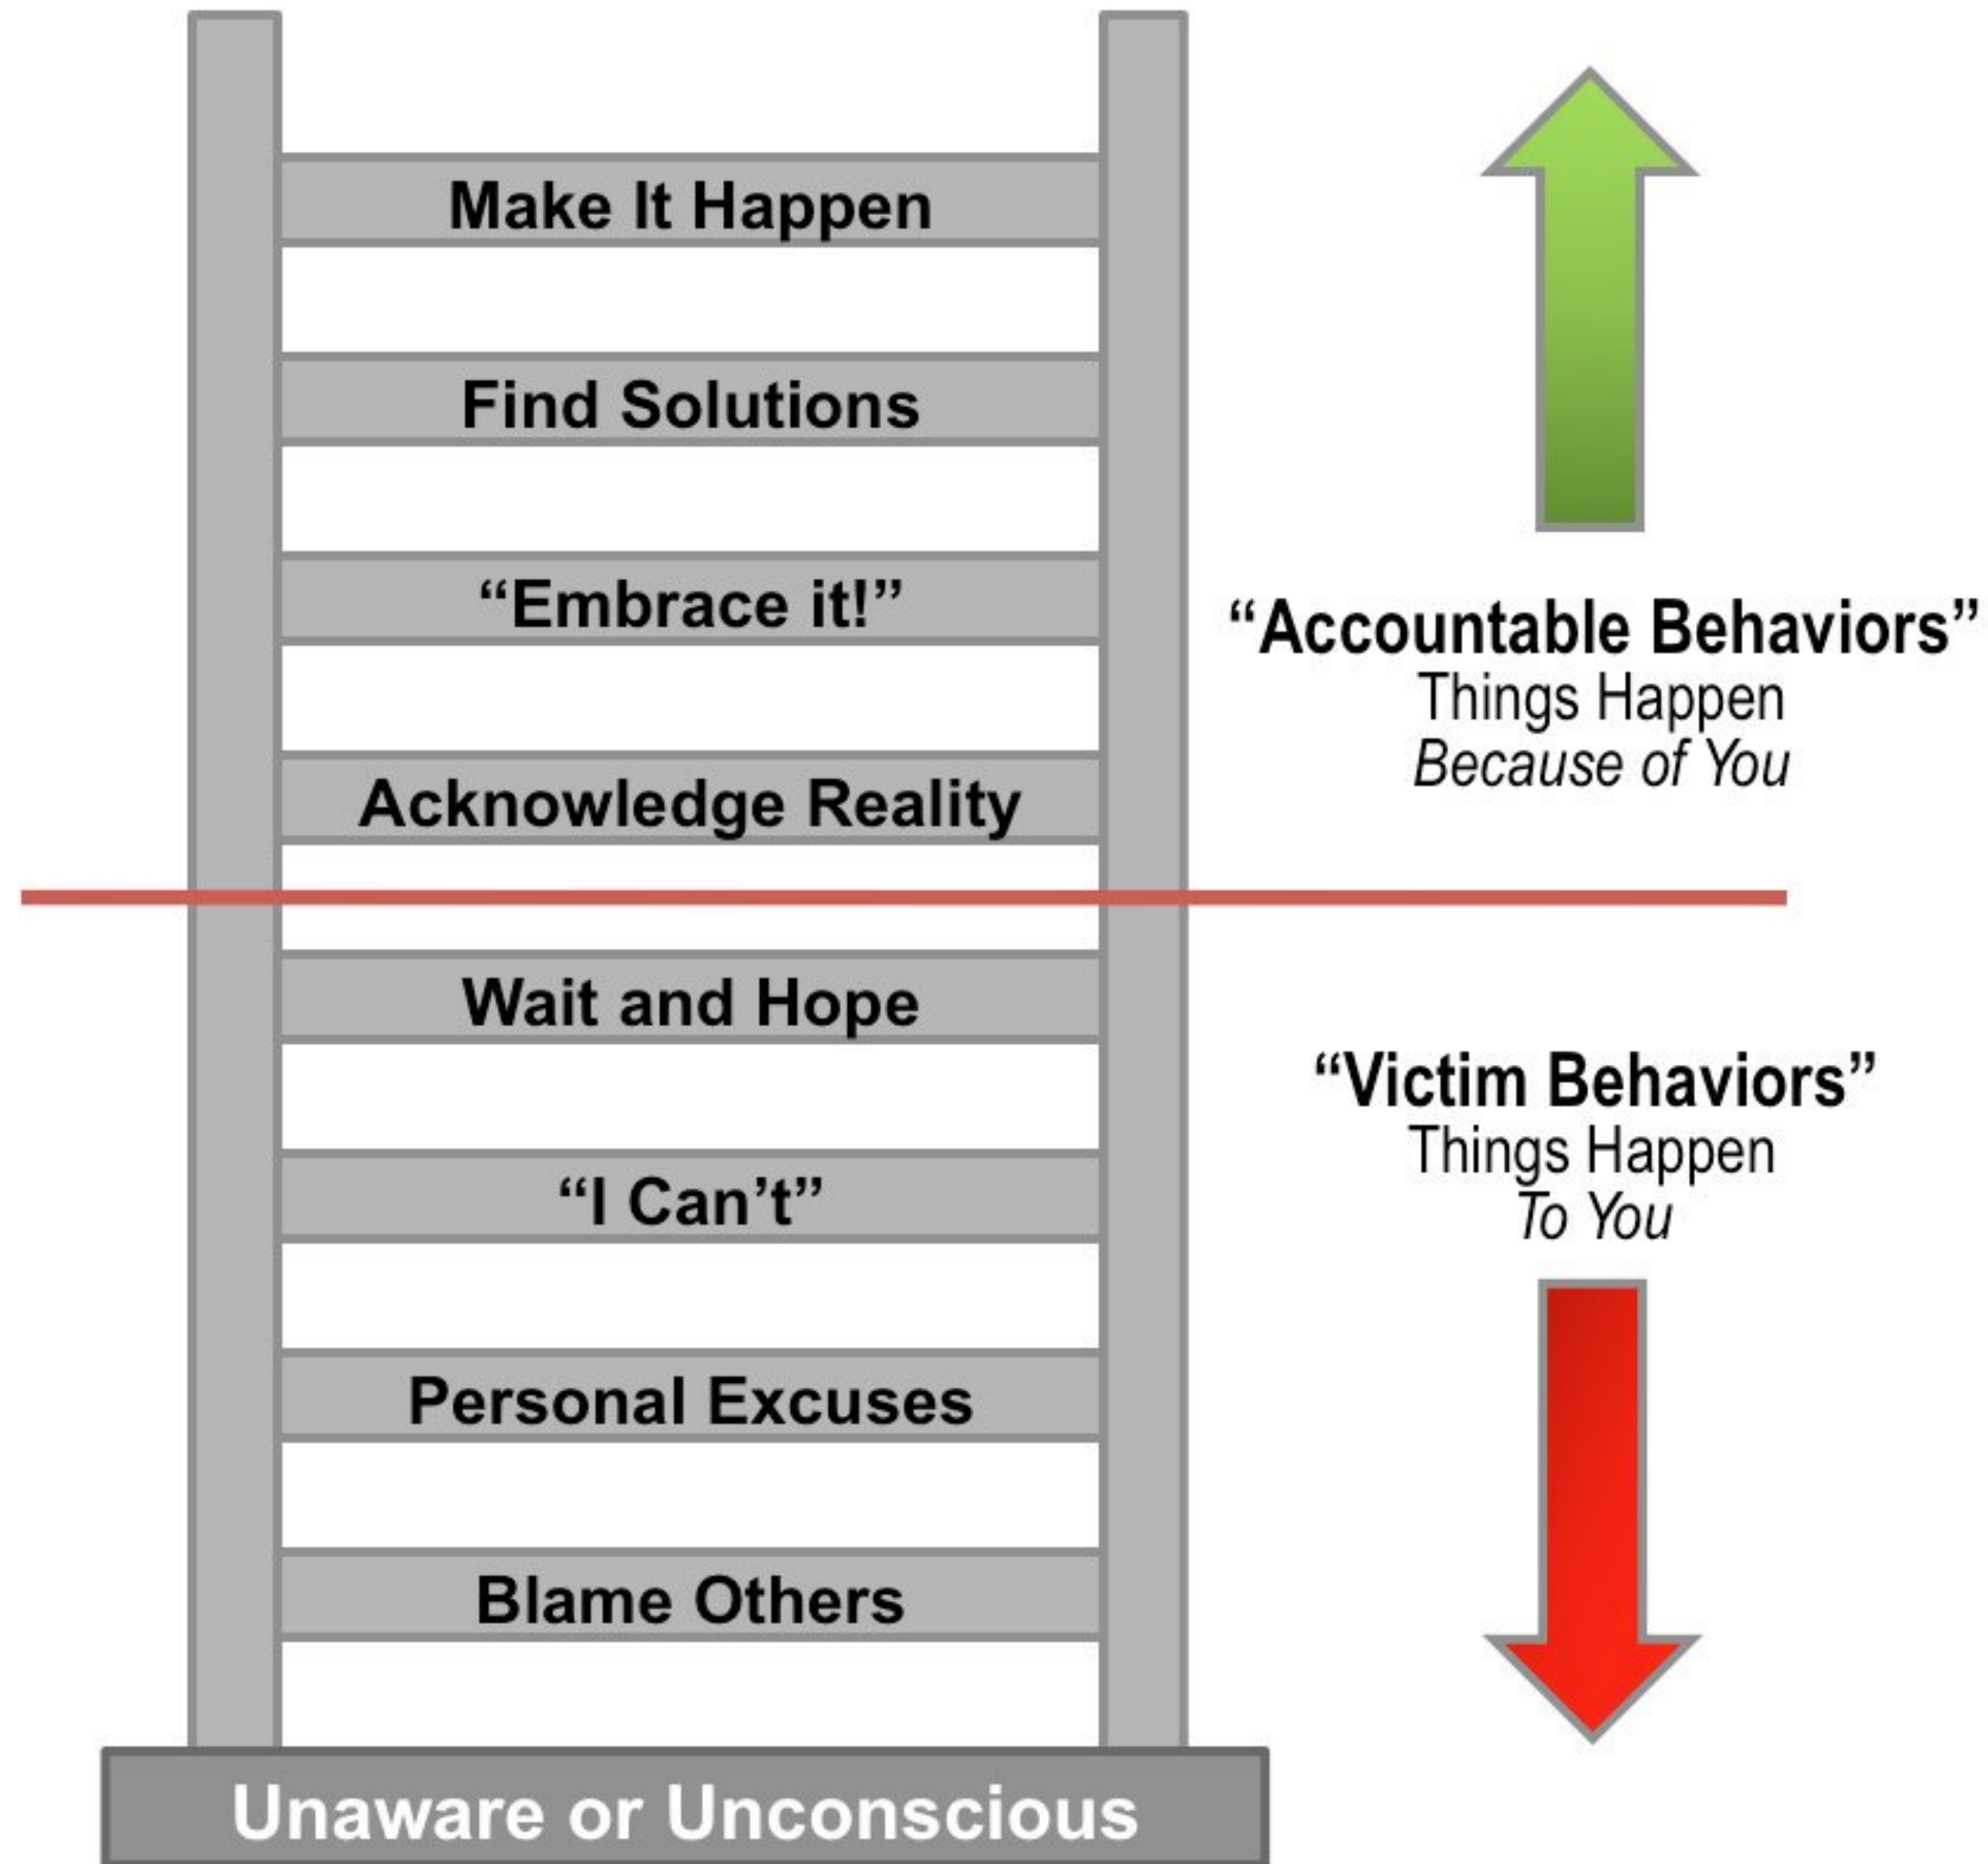 Make It Happen
Find Solutions
“Embrace it!”
Acknowledge Reality
Wait and Hope
“I Can’t”
Personal Excuses
Blame Others
Unaware or Unconscious
“Accountable Behaviors”
Things Happen
Because of You
“Victim Behaviors”
Things Happen
To You